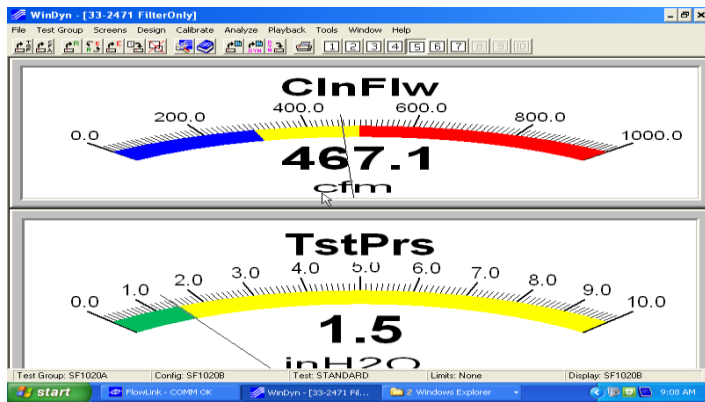 WinDyn - [33-2471 FilterOnly]
File Test Group Screens Design Calibrate Analyze Playback Tools Window Help
1 2 3 4 5 6 7 8 9 10
ClnFlw
0.0 200.0 400.0 600.0 800.0 1000.0
467.1
cfm
TstPrs
0.0 1.0 2.0 3.0 4.0 5.0 6.0 7.0 8.0 9.0 10.0
1.5
inH2O
Test Group: SF1020A Config: SF1020B Test: STANDARD Limits: None Display: SF1020B
start FlowLink - COMM OK WinDyn - [33-2471 Fil... 2 Windows Explorer 9:08 AM